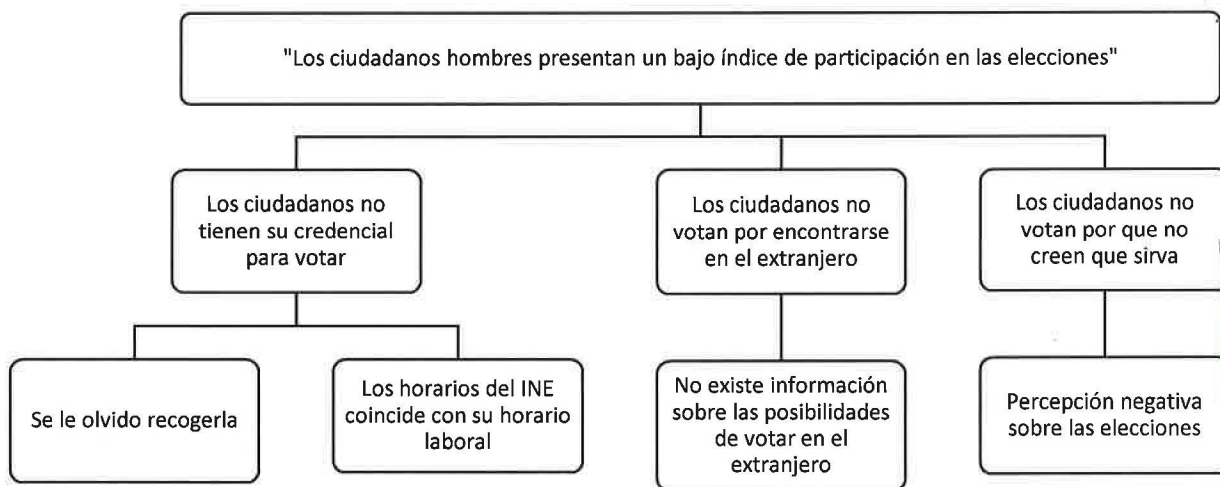 "Los ciudadanos hombres presentan un bajo índice de participación en las elecciones"
Los ciudadanos no
tienen su credencial
para votar
Los ciudadanos no
votan por encontrarse
en el extranjero
Los ciudadanos no
votan por que no
creen que sirva
Se le olvido recogerla
Los horarios del INE
coincide con su horario
laboral
No existe información
sobre las posibilidades
de votar en el
extranjero
Percepción negativa
sobre las elecciones